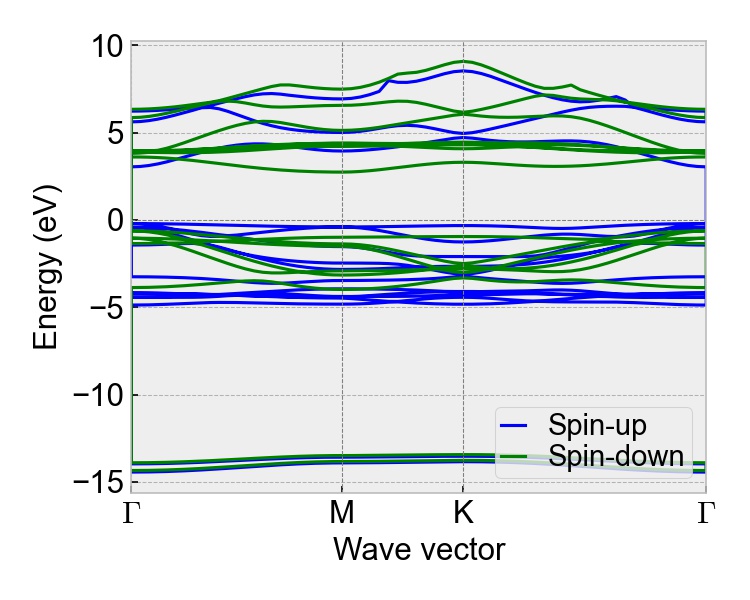 10
5
0
−5
−10
−15
Energy (eV)
Spin-up
Spin-down
Γ M K Γ
Wave vector